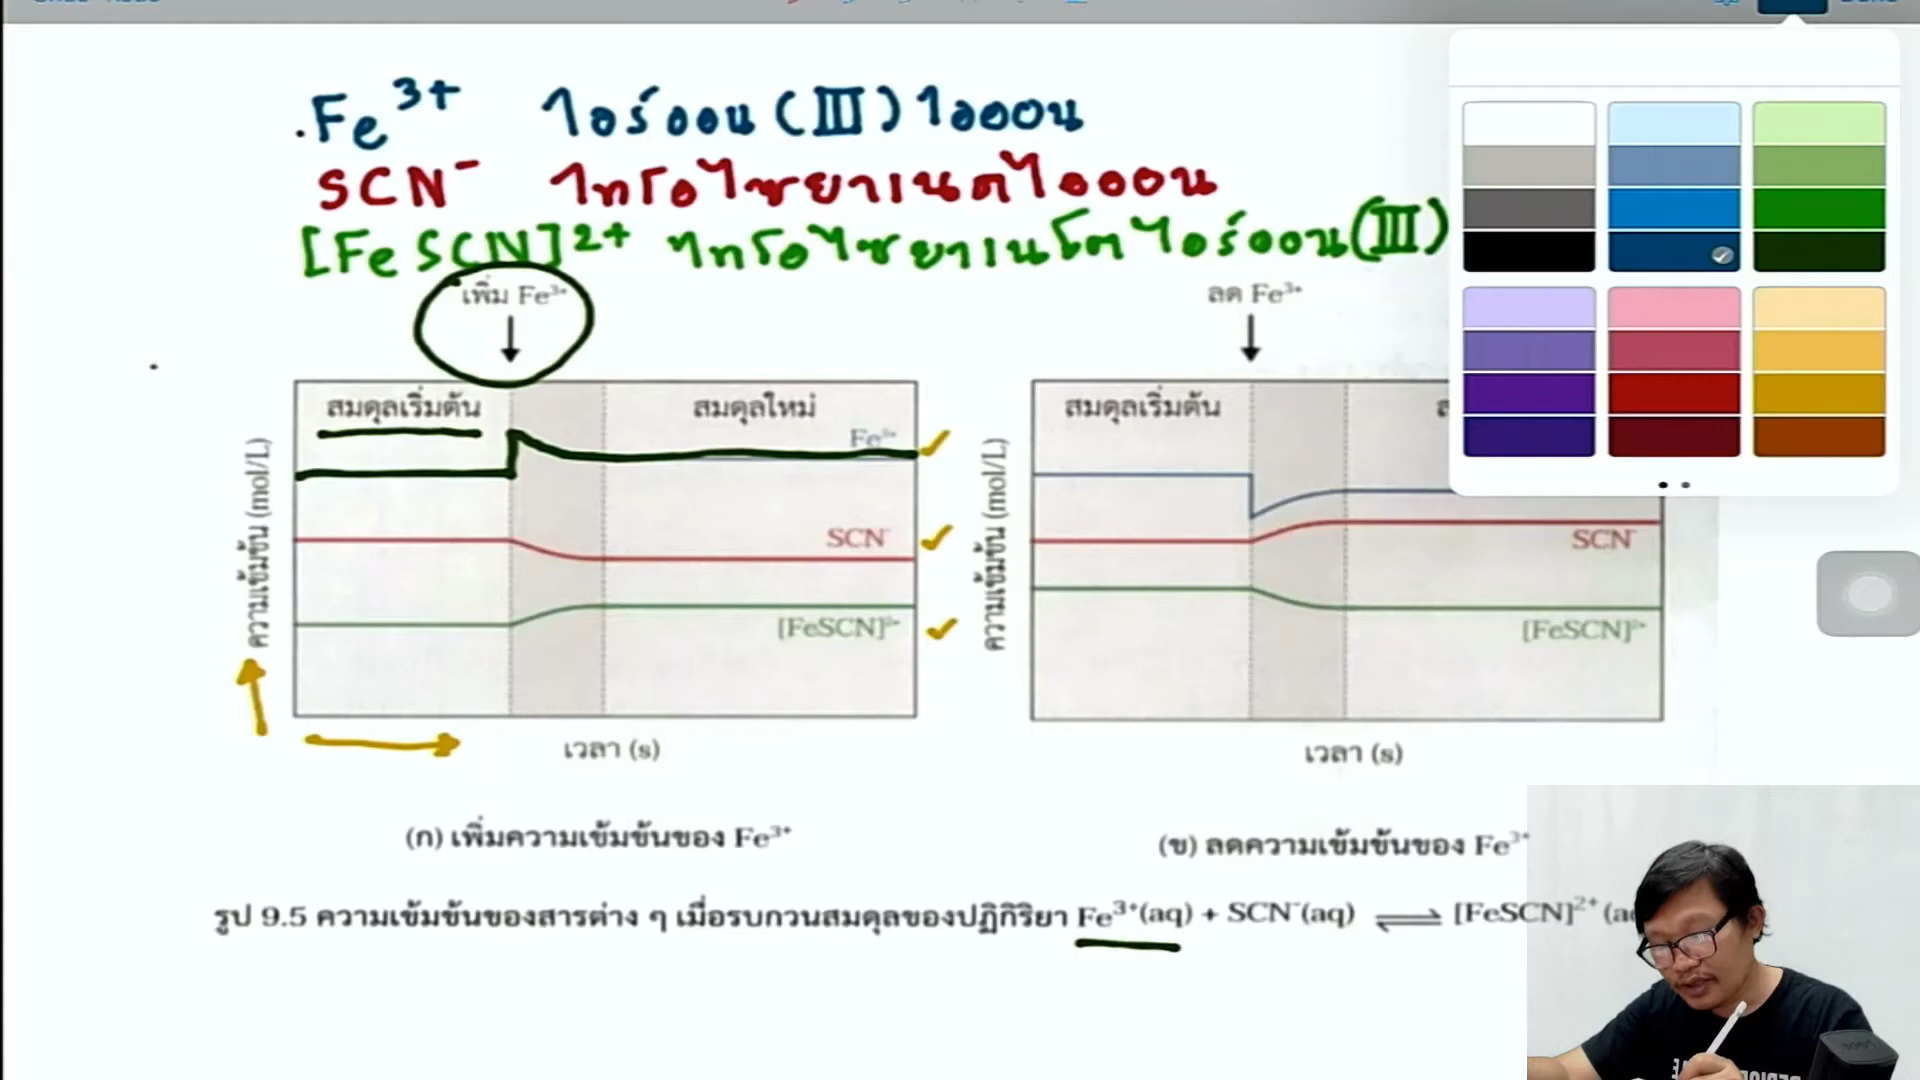 Fe³⁺ ไอร์ออน (III) ไอออน
SCN⁻ ไทโอไซยาเนตไอออน
[FeSCN]²⁺ ไทโอไซยาเนโตไอร์ออน(III)
เพิ่ม Fe³⁺
ลด Fe³⁺
สมดุลเริ่มต้น
สมดุลใหม่
สมดุลเริ่มต้น
ส
Fe³⁺
ความเข้มข้น (mol/L)
ความเข้มข้น (mol/L)
SCN⁻
SCN⁻
[FeSCN]²⁺
[FeSCN]²⁺
เวลา (s)
เวลา (s)
(ก) เพิ่มความเข้มข้นของ Fe³⁺
(ข) ลดความเข้มข้นของ Fe³⁺
รูป 9.5 ความเข้มข้นของสารต่าง ๆ เมื่อรบกวนสมดุลของปฏิกิริยา Fe³⁺(aq) + SCN⁻(aq) ⇌ [FeSCN]²⁺ (a